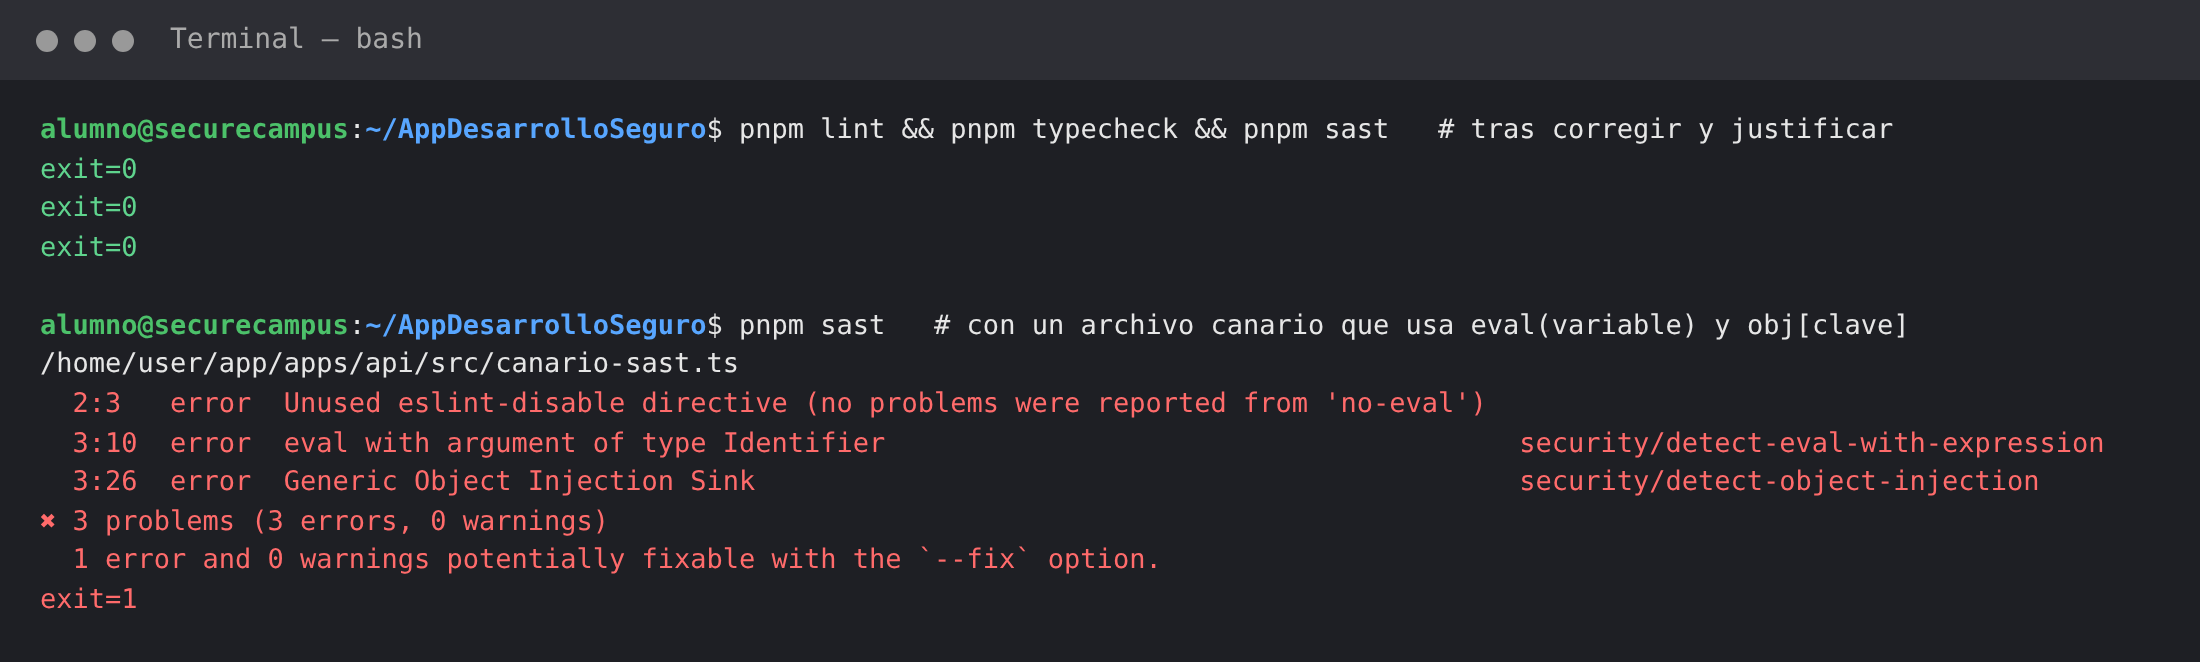 Terminal — bash
alumno@securecampus:~/AppDesarrolloSeguro$ pnpm lint && pnpm typecheck && pnpm sast   # tras corregir y justificar
exit=0
exit=0
exit=0
alumno@securecampus:~/AppDesarrolloSeguro$ pnpm sast   # con un archivo canario que usa eval(variable) y obj[clave]
/home/user/app/apps/api/src/canario-sast.ts
  2:3   error  Unused eslint-disable directive (no problems were reported from 'no-eval')
  3:10  error  eval with argument of type Identifier                                       security/detect-eval-with-expression
  3:26  error  Generic Object Injection Sink                                               security/detect-object-injection
✖ 3 problems (3 errors, 0 warnings)
  1 error and 0 warnings potentially fixable with the `--fix` option.
exit=1